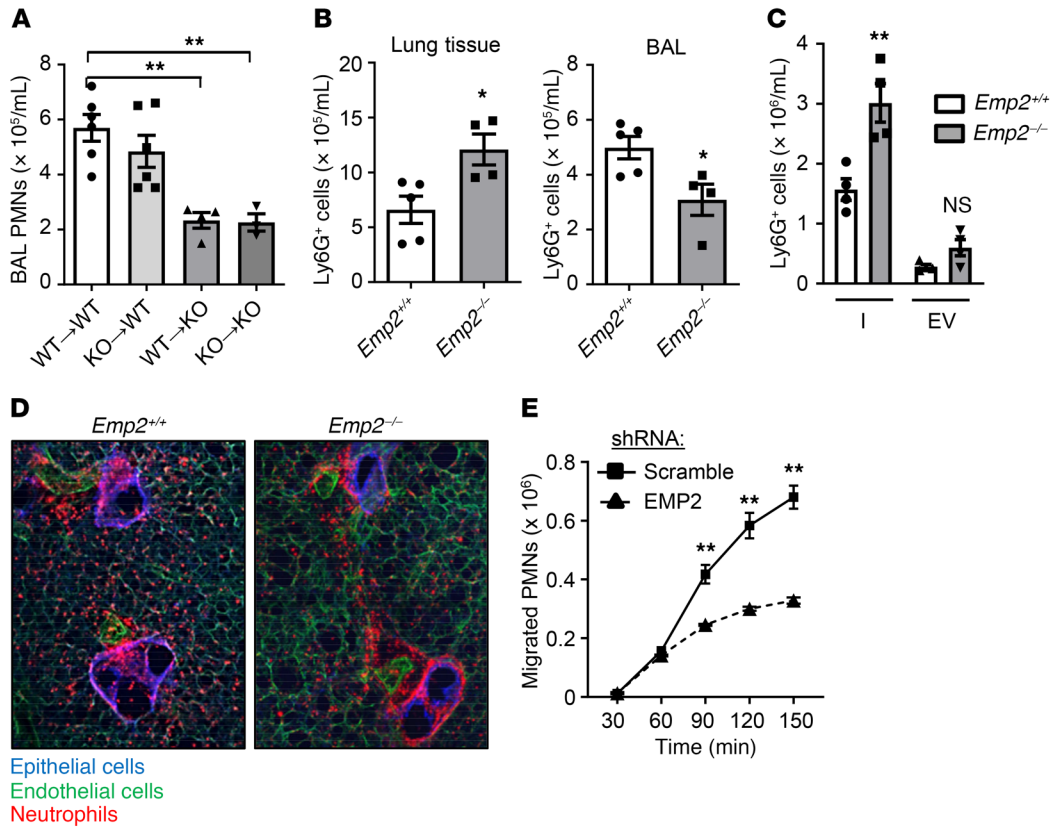 A
BAL PMNs (× 10⁵/mL)
8
6
4
2
0
**
**
WT→WT
KO→WT
WT→KO
KO→KO
B
Lung tissue
Ly6G⁺ cells (× 10⁵/mL)
20
15
10
5
0
*
Emp2⁺/⁺
Emp2⁻/⁻
BAL
Ly6G⁺ cells (× 10⁵/mL)
8
6
4
2
0
*
Emp2⁺/⁺
Emp2⁻/⁻
C
Ly6G⁺ cells (× 10⁶/mL)
4
3
2
1
0
**
NS
I
EV
Emp2⁺/⁺
Emp2⁻/⁻
D
Emp2⁺/⁺
Emp2⁻/⁻
Epithelial cells
Endothelial cells
Neutrophils
E
shRNA:
Scramble
EMP2
Migrated PMNs (x 10⁶)
0.8
0.6
0.4
0.2
0
**
**
**
30 60 90 120 150
Time (min)